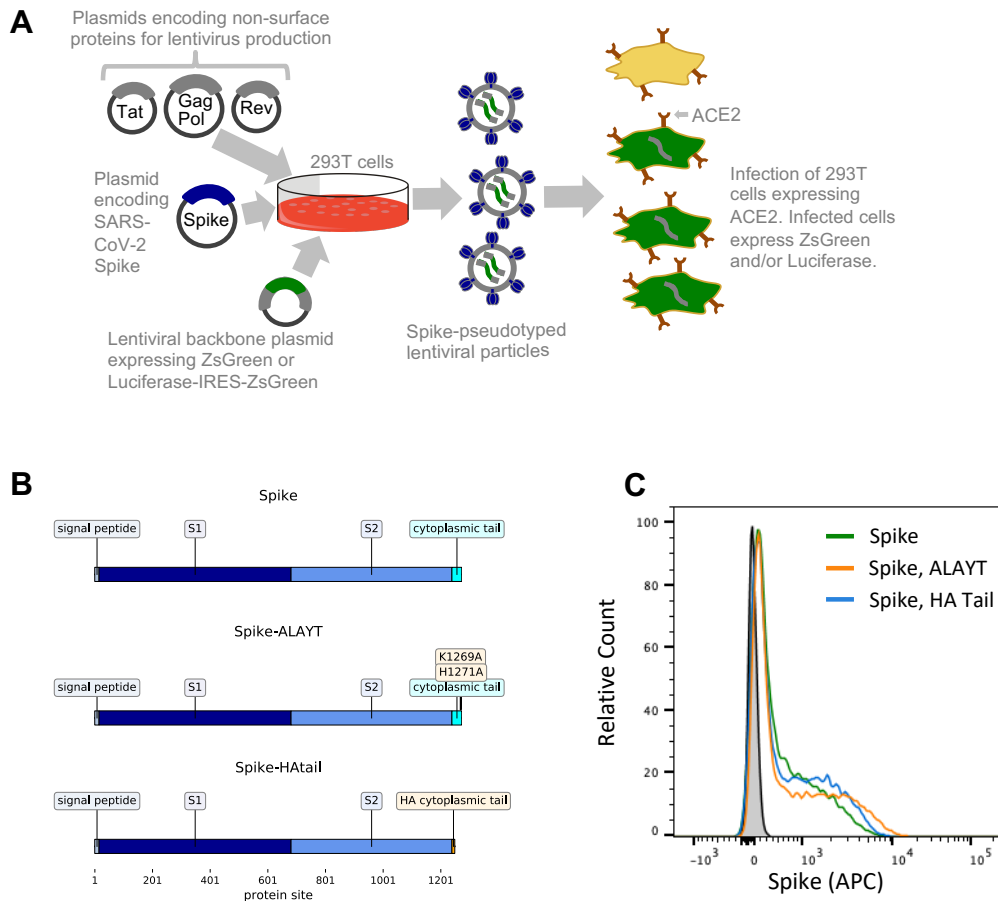 A
Plasmids encoding non-surface
proteins for lentivirus production
Tat
Gag
Pol
Rev
Plasmid
encoding
SARS-
CoV-2
Spike
Spike
293T cells
Lentiviral backbone plasmid
expressing ZsGreen or
Luciferase-IRES-ZsGreen
Spike-pseudotyped
lentiviral particles
ACE2
Infection of 293T
cells expressing
ACE2. Infected cells
express ZsGreen
and/or Luciferase.
B
Spike
signal peptide S1 S2 cytoplasmic tail
Spike-ALAYT
K1269A
H1271A
signal peptide S1 S2 cytoplasmic tail
Spike-HAtail
signal peptide S1 S2 HA cytoplasmic tail
1 201 401 601 801 1001 1201
protein site
C
Spike
Spike, ALAYT
Spike, HA Tail
100
80
60
40
20
0
Relative Count
-10³ 0 10³ 10⁴ 10⁵
Spike (APC)